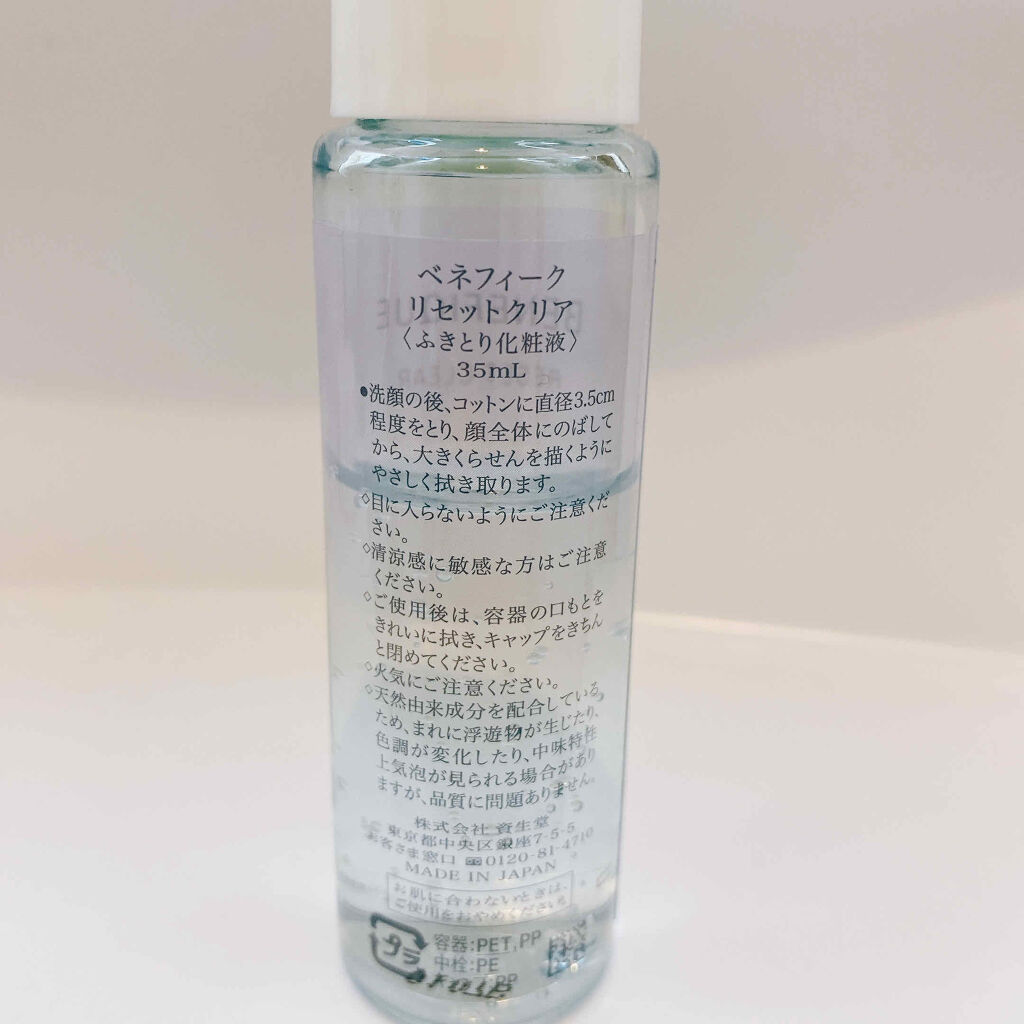 ベネフィーク
リセットクリア
〈ふきとり化粧液〉
35mL
●洗顔の後、コットンに直径3.5cm
程度をとり、顔全体にのばして
から、大きくらせんを描くように
やさしく拭き取ります。
◇目に入らないようにご注意くだ
さい。
◇清涼感に敏感な方はご注意
ください。
◇ご使用後は、容器の口もとを
きれいに拭き、キャップをきちん
と閉めてください。
◇火気にご注意ください。
◇天然由来成分を配合している
ため、まれに浮遊物が生じたり、
色調が変化したり、中味特性
上気泡が見られる場合があり
ますが、品質に問題ありません。
株式会社 資生堂
東京都中央区銀座7-5-5
お客さま窓口 0120-81-4710
MADE IN JAPAN
お肌に合わないときは、
ご使用をおやめください。
プラ
容器:PET,PP
中栓:PE
PP